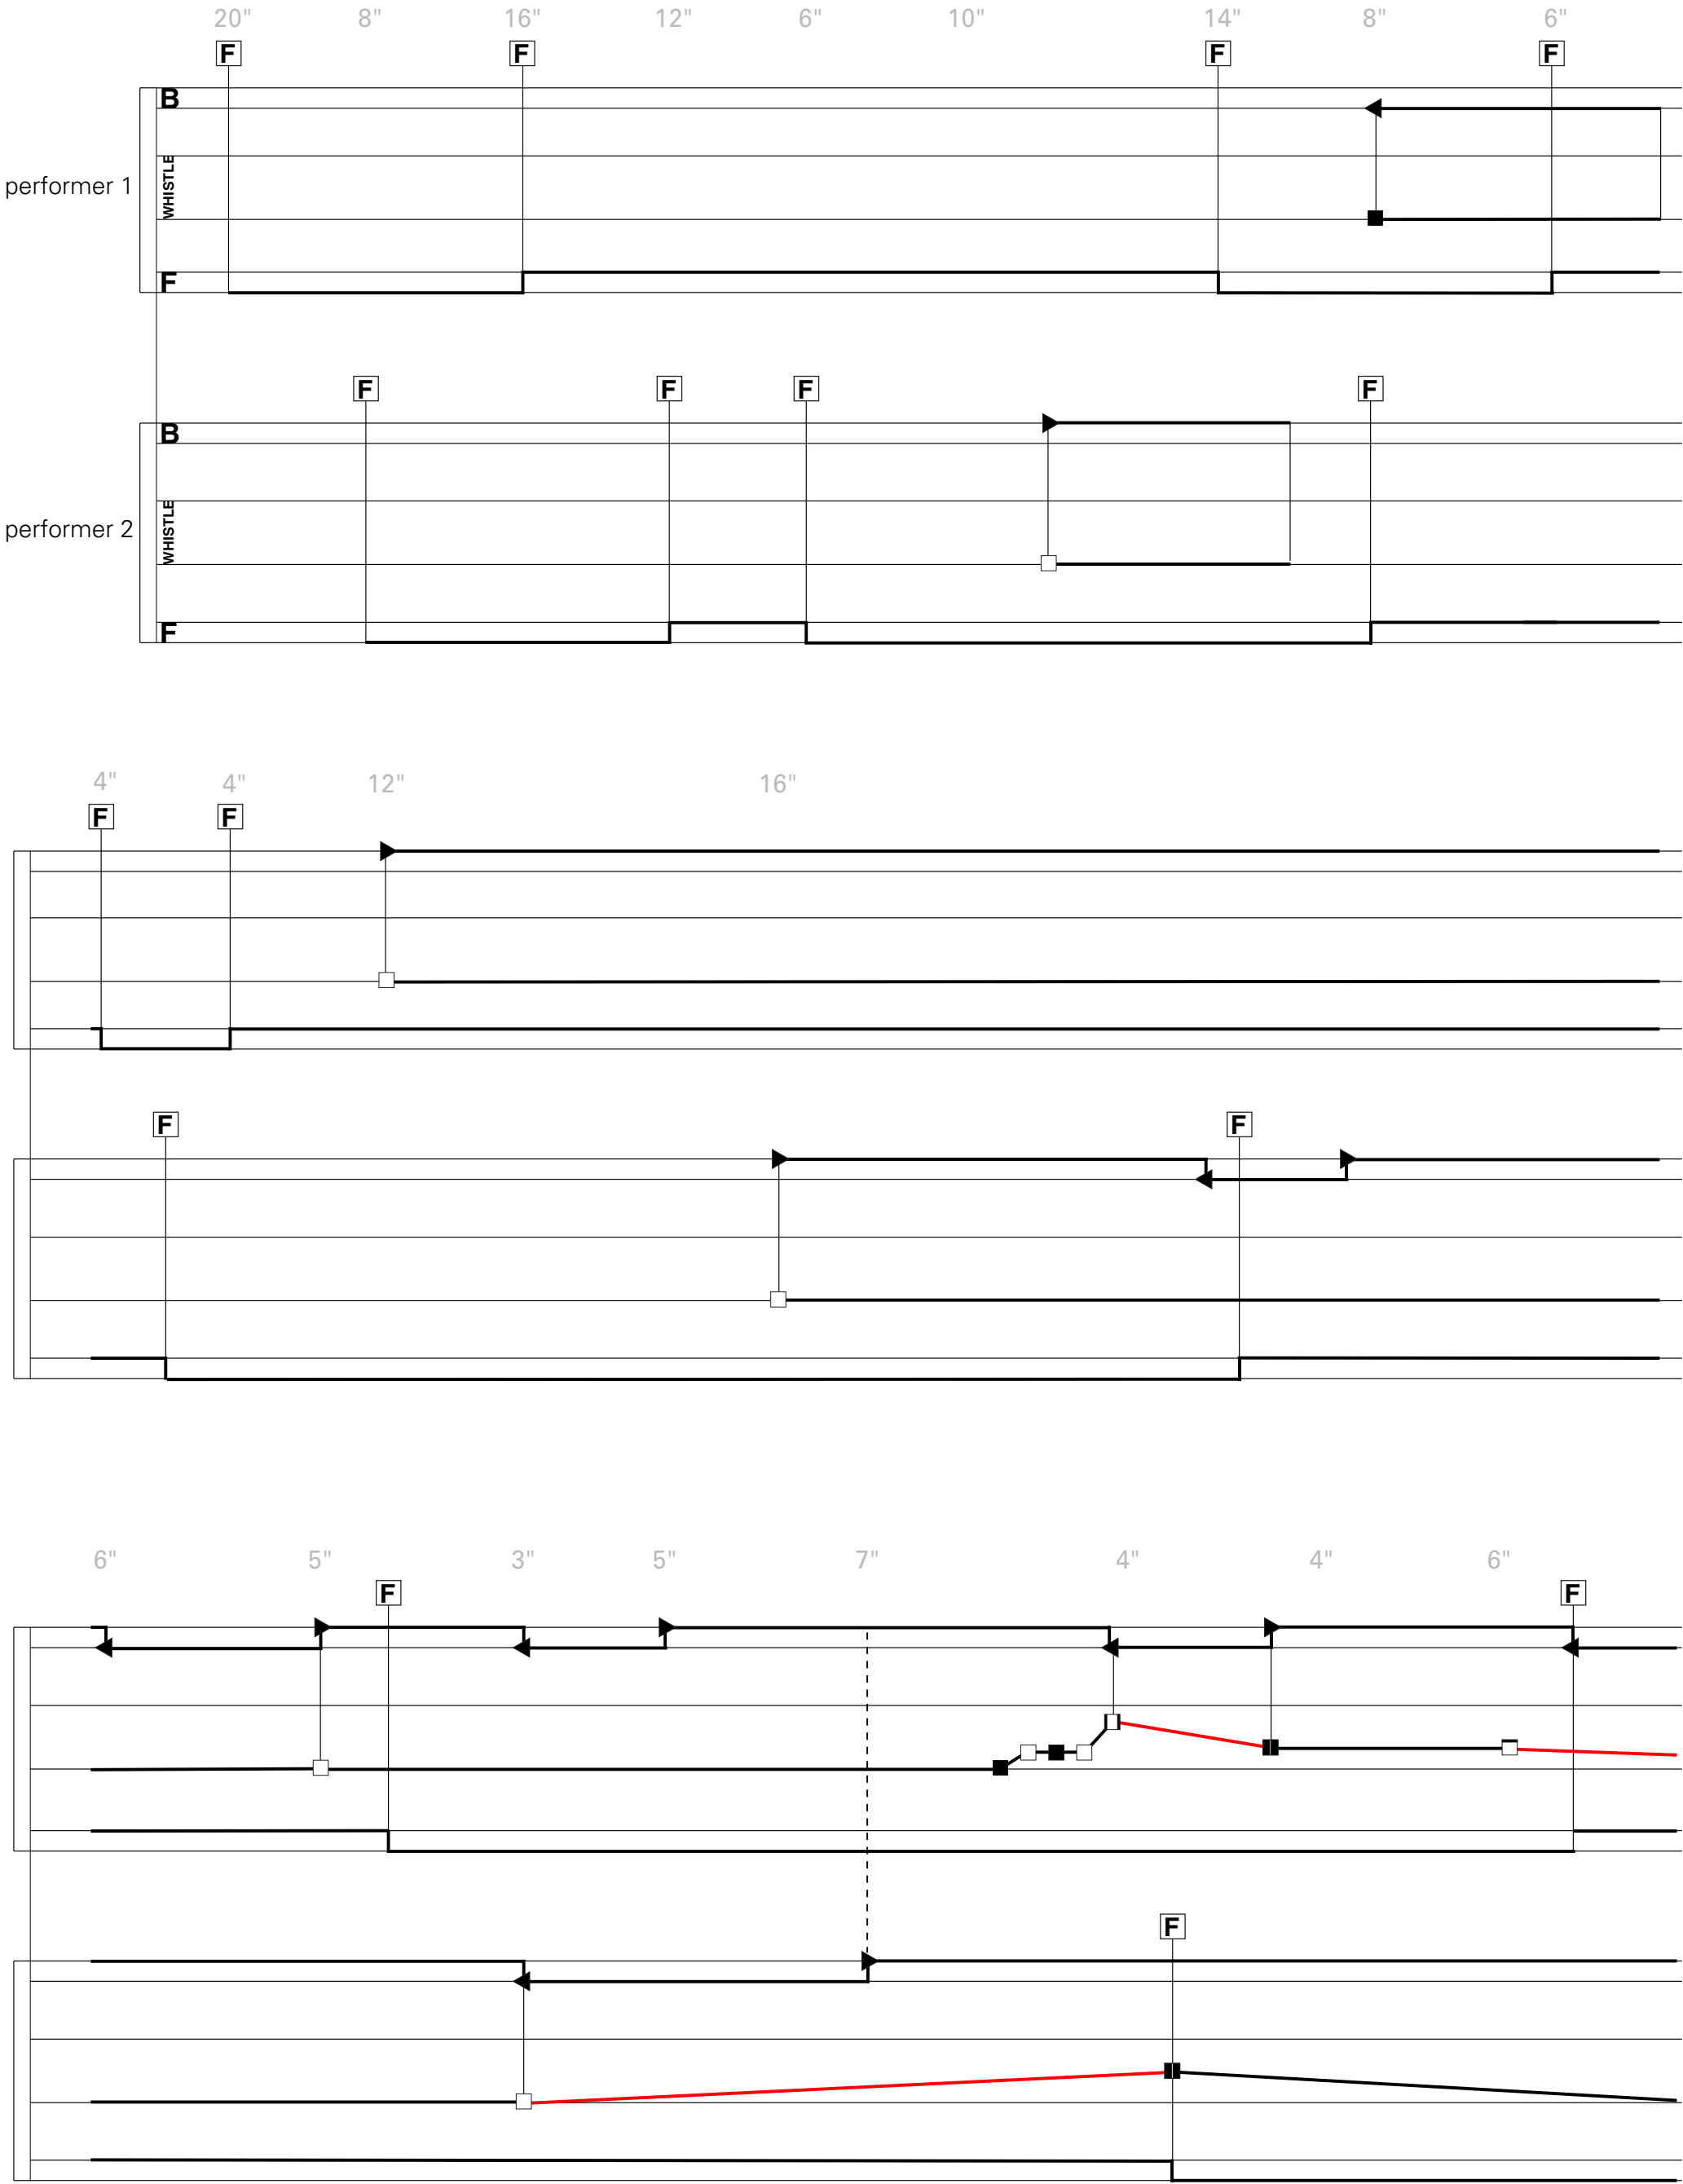 20" 8" 16" 12" 6" 10" 14" 8" 6"
F F F F
B
WHISTLE
performer 1
F
F F F F
B
WHISTLE
performer 2
F
4" 4" 12" 16"
F F
F F
6" 5" 3" 5" 7" 4" 4" 6"
F F
F